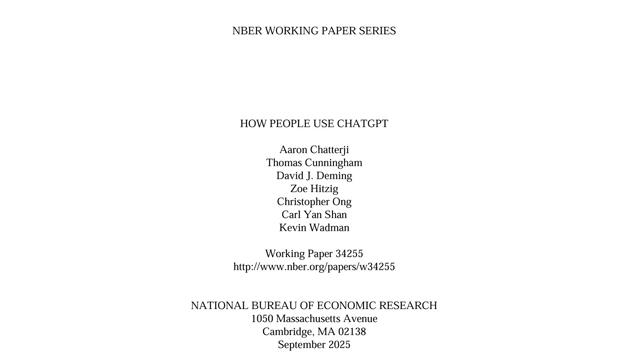 NBER WORKING PAPER SERIES
HOW PEOPLE USE CHATGPT
Aaron Chatterji
Thomas Cunningham
David J. Deming
Zoe Hitzig
Christopher Ong
Carl Yan Shan
Kevin Wadman
Working Paper 34255
http://www.nber.org/papers/w34255
NATIONAL BUREAU OF ECONOMIC RESEARCH
1050 Massachusetts Avenue
Cambridge, MA 02138
September 2025